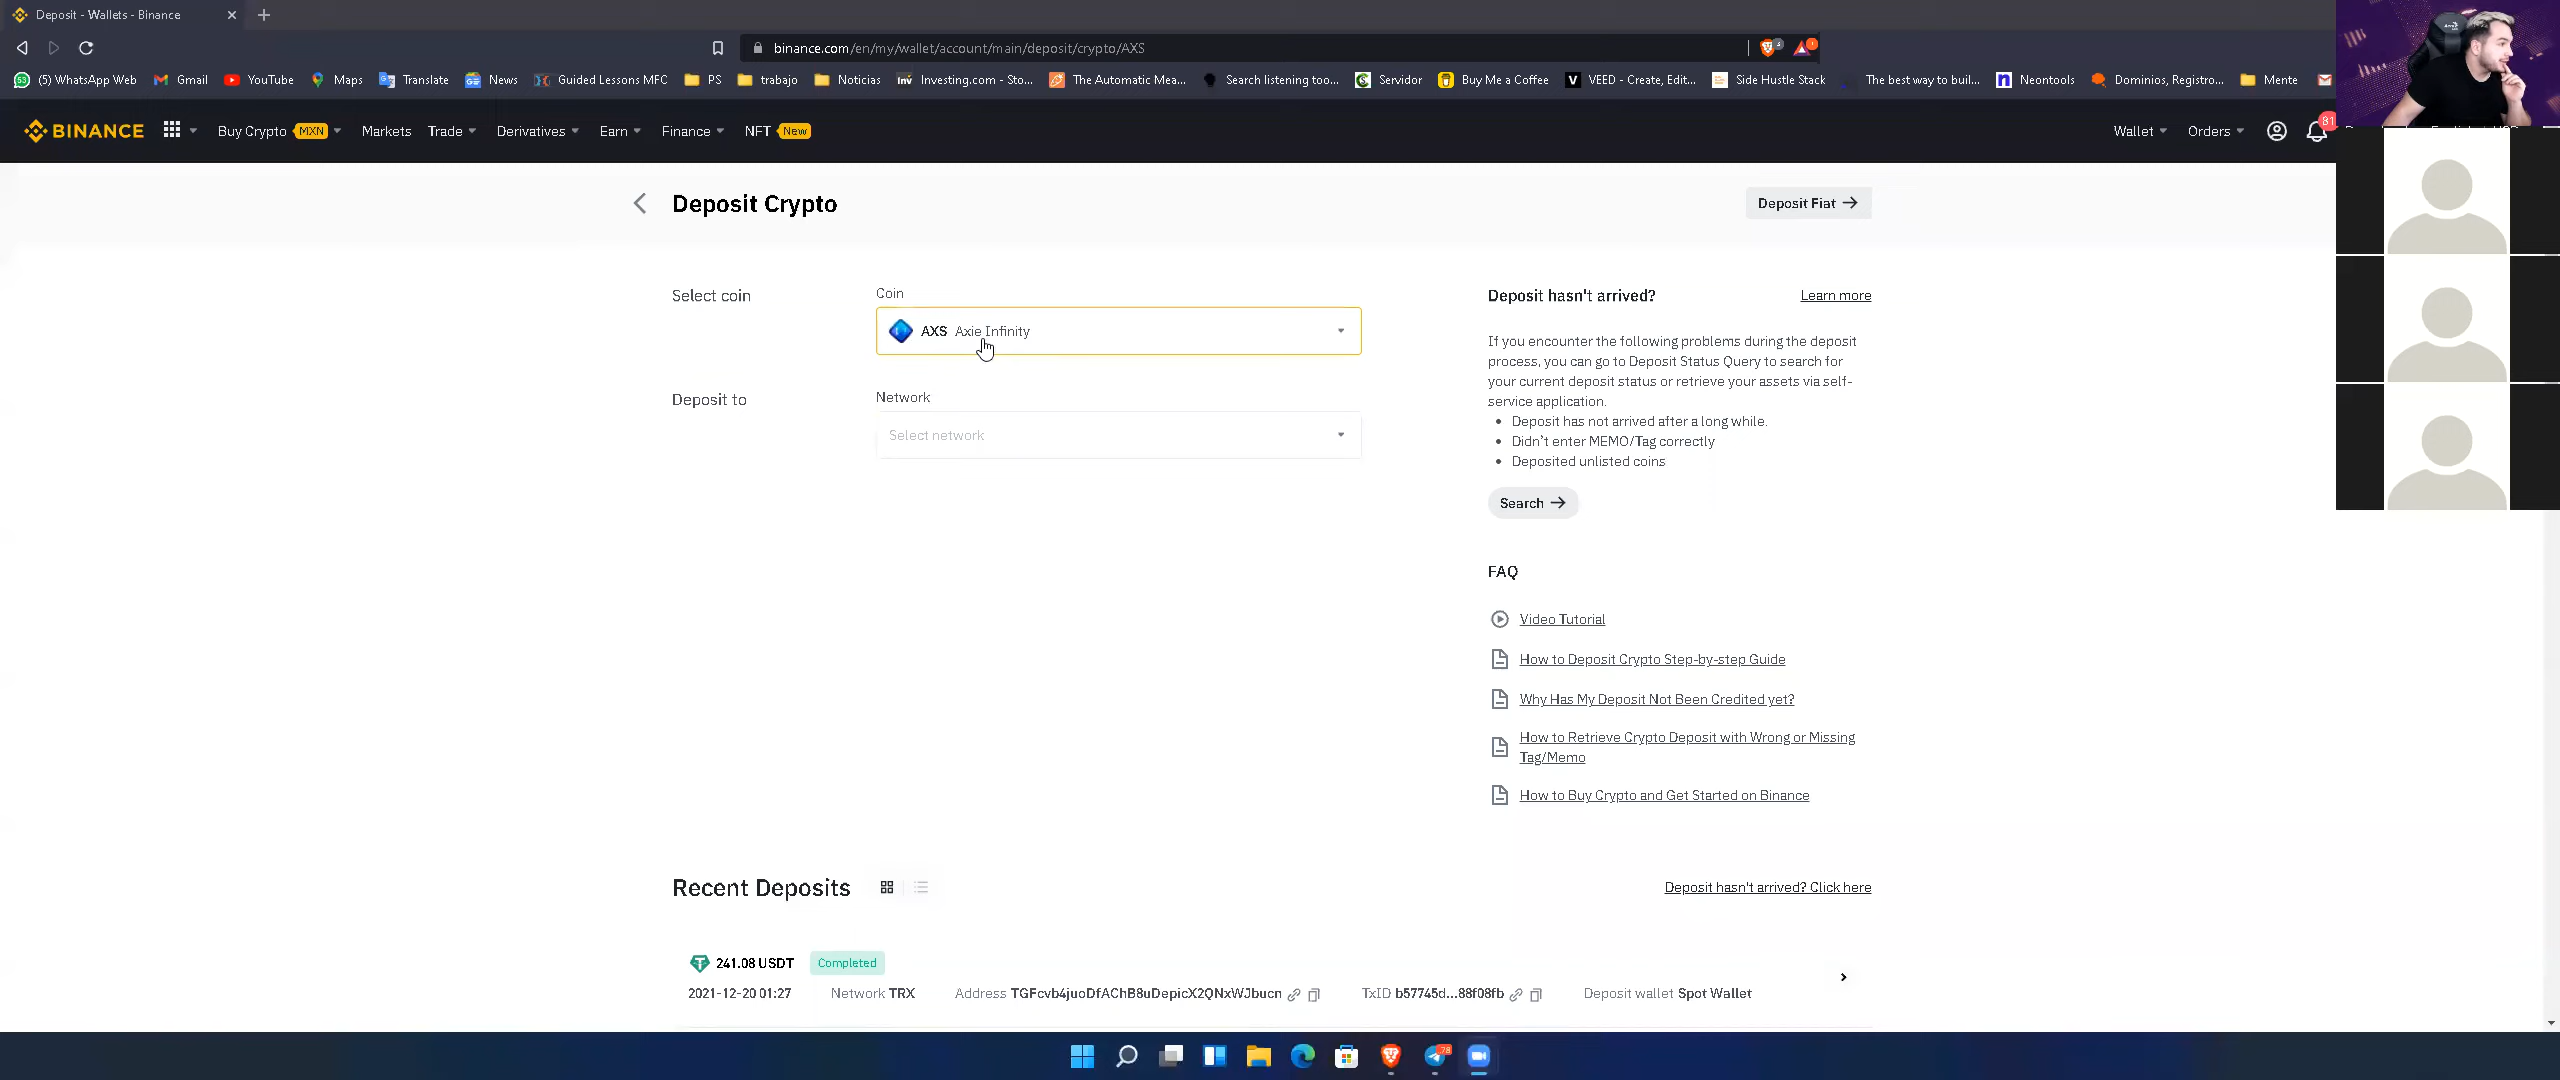 Deposit - Wallets - Binance
binance.com/en/my/wallet/account/main/deposit/crypto/AXS
(5) WhatsApp Web Gmail YouTube Maps Translate News Guided Lessons MFC PS trabajo Noticias Investing.com - Sto... The Automatic Mea... Search listening too... Servidor Buy Me a Coffee VEED - Create, Edit... Side Hustle Stack The best way to buil... Neontools Dominios, Registro... Mente
BINANCE Buy Crypto MXN Markets Trade Derivatives Earn Finance NFT New Wallet Orders 81
Deposit Crypto
Deposit Fiat
Select coin
Coin
AXS Axie Infinity
Deposit to
Network
Select network
Deposit hasn't arrived?
Learn more
If you encounter the following problems during the deposit
process, you can go to Deposit Status Query to search for
your current deposit status or retrieve your assets via self-
service application.
• Deposit has not arrived after a long while.
• Didn't enter MEMO/Tag correctly
• Deposited unlisted coins
Search
FAQ
Video Tutorial
How to Deposit Crypto Step-by-step Guide
Why Has My Deposit Not Been Credited yet?
How to Retrieve Crypto Deposit with Wrong or Missing
Tag/Memo
How to Buy Crypto and Get Started on Binance
Recent Deposits
Deposit hasn't arrived? Click here
241.08 USDT Completed
2021-12-20 01:27 Network TRX Address TGFcvb4juoDfAChB8uDepicX2QNxWJbucn TxID b57745d...88f08fb Deposit wallet Spot Wallet
78